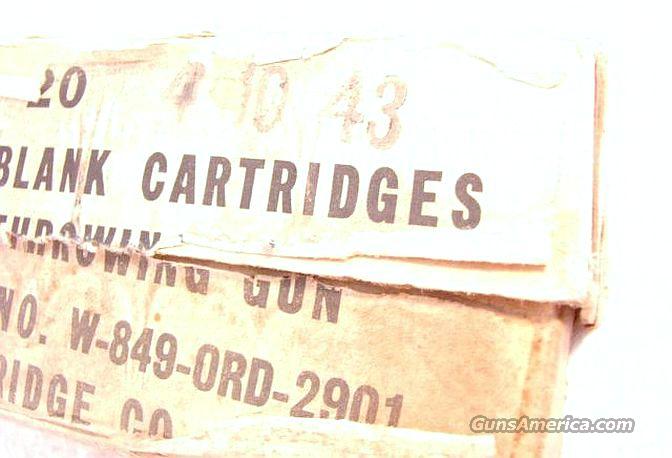 20 4 10 43
BLANK CARTRIDGES
THROWING GUN
NO. W-849-ORD-2901
RIDGE CO
GunsAmerica.com